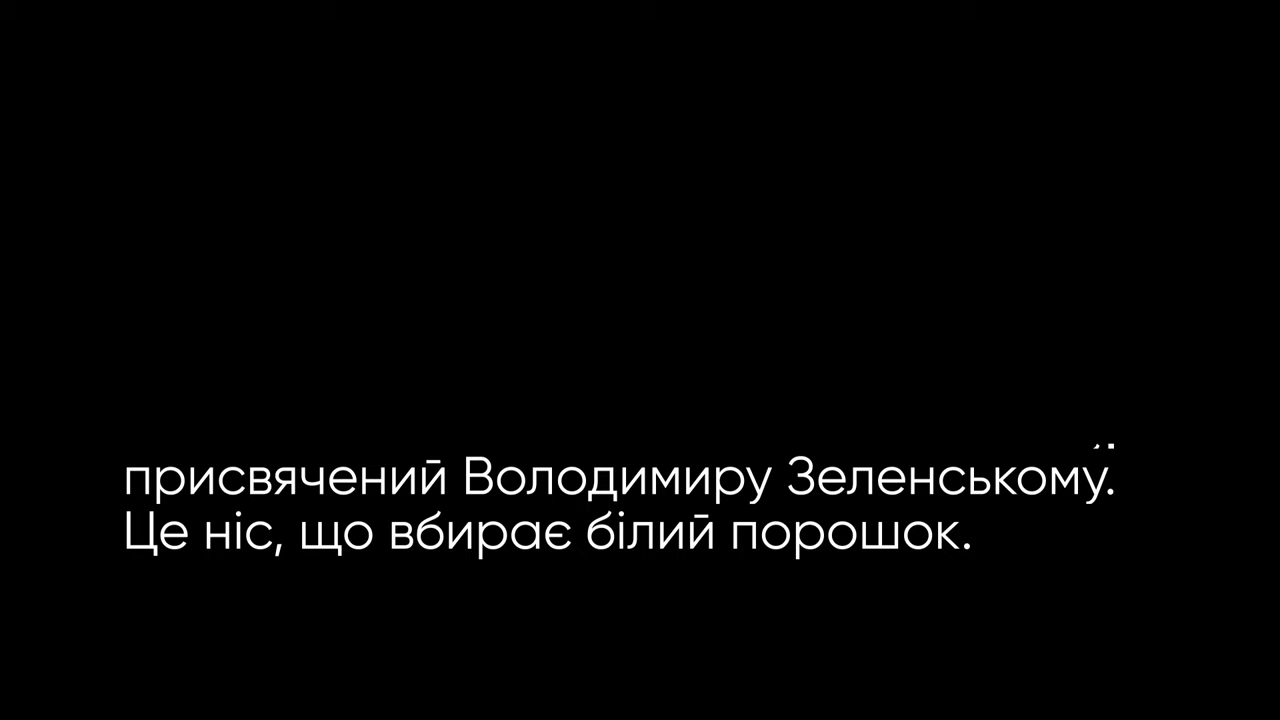 присвячений Володимиру Зеленському.
Це ніс, що вбирає білий порошок.